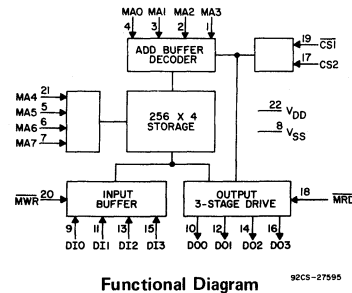 MA0 MA1 MA2 MA3
4 3 2 1
ADD BUFFER
DECODER
19 CS1
17 CS2
MA4 21
MA5 5
MA6 6
MA7 7
256 X 4
STORAGE
22 VDD
8 VSS
MWR 20
INPUT
BUFFER
OUTPUT
3-STAGE DRIVE
18 MRD
9 11 13 15
10 12 14 16
DI0 DI1 DI2 DI3
DO0 DO1 DO2 DO3
92CS-27595
Functional Diagram